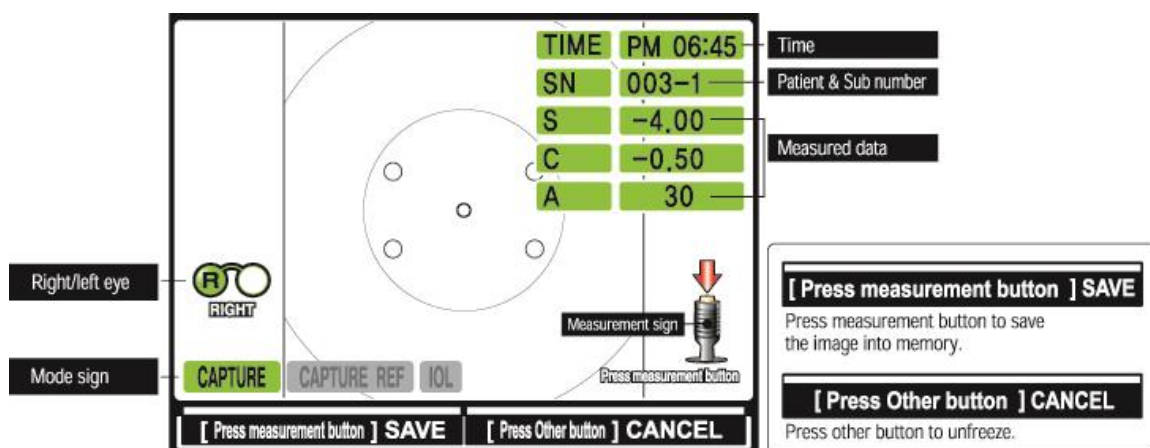 TIME PM 06:45
Time
SN 003-1
Patient & Sub number
S -4.00
C -0.50
A 30
Measured data
Right/left eye
R
RIGHT
Measurement sign
Press measurement button
Mode sign
CAPTURE CAPTURE REF IOL
[ Press measurement button ] SAVE [ Press Other button ] CANCEL
[ Press measurement button ] SAVE
Press measurement button to save
the image into memory.
[ Press Other button ] CANCEL
Press other button to unfreeze.